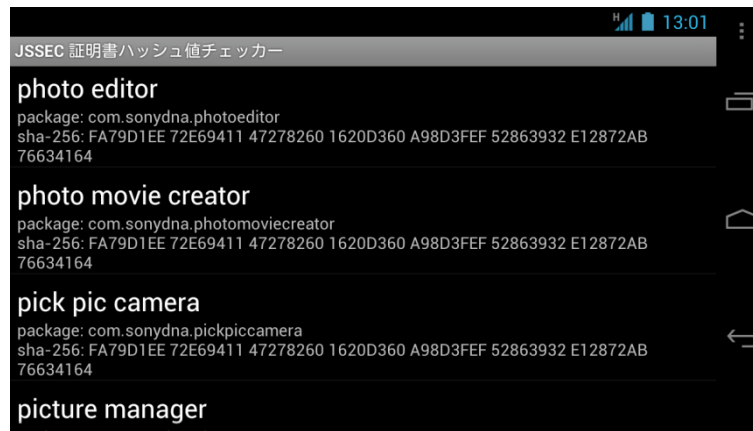 H 13:01
JSSEC 証明書ハッシュ値チェッカー
photo editor
package: com.sonydna.photoeditor
sha-256: FA79D1EE 72E69411 47278260 1620D360 A98D3FEF 52863932 E12872AB
76634164
photo movie creator
package: com.sonydna.photomoviecreator
sha-256: FA79D1EE 72E69411 47278260 1620D360 A98D3FEF 52863932 E12872AB
76634164
pick pic camera
package: com.sonydna.pickpiccamera
sha-256: FA79D1EE 72E69411 47278260 1620D360 A98D3FEF 52863932 E12872AB
76634164
picture manager